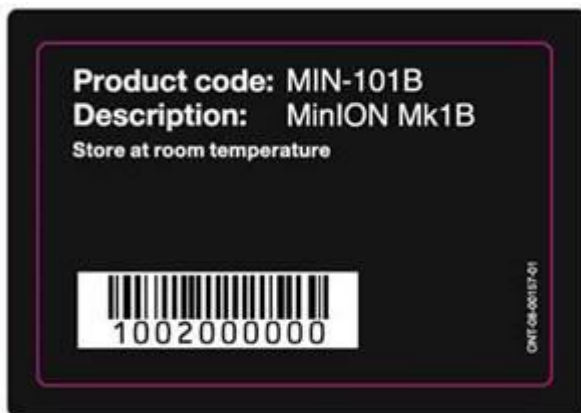 Product code: MIN-101B
Description: MinION Mk1B
Store at room temperature
1002000000
ONT-08-00157-01